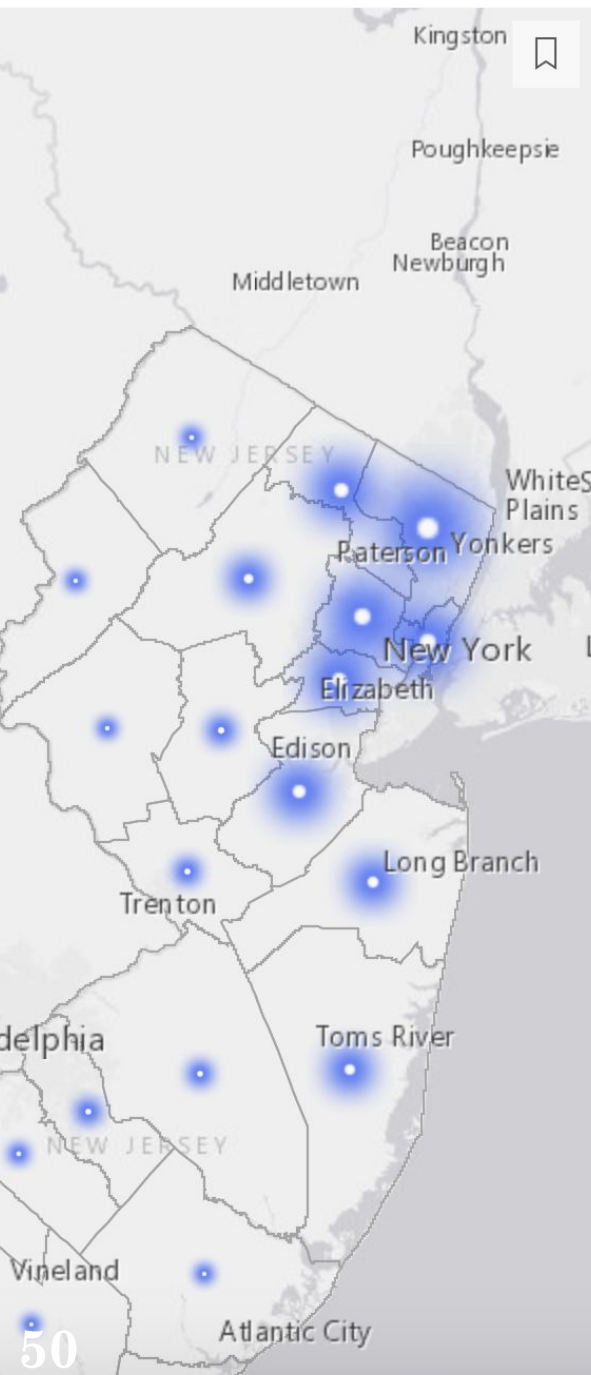 Kingston
Poughkeepsie
Beacon
Newburgh
Middletown
NEW JERSEY
WhiteS
Plains
Paterson
Yonkers
New York
L
Elizabeth
Edison
Long Branch
Trenton
delphia
Toms River
NEW JERSEY
Vineland
Atlantic City
50